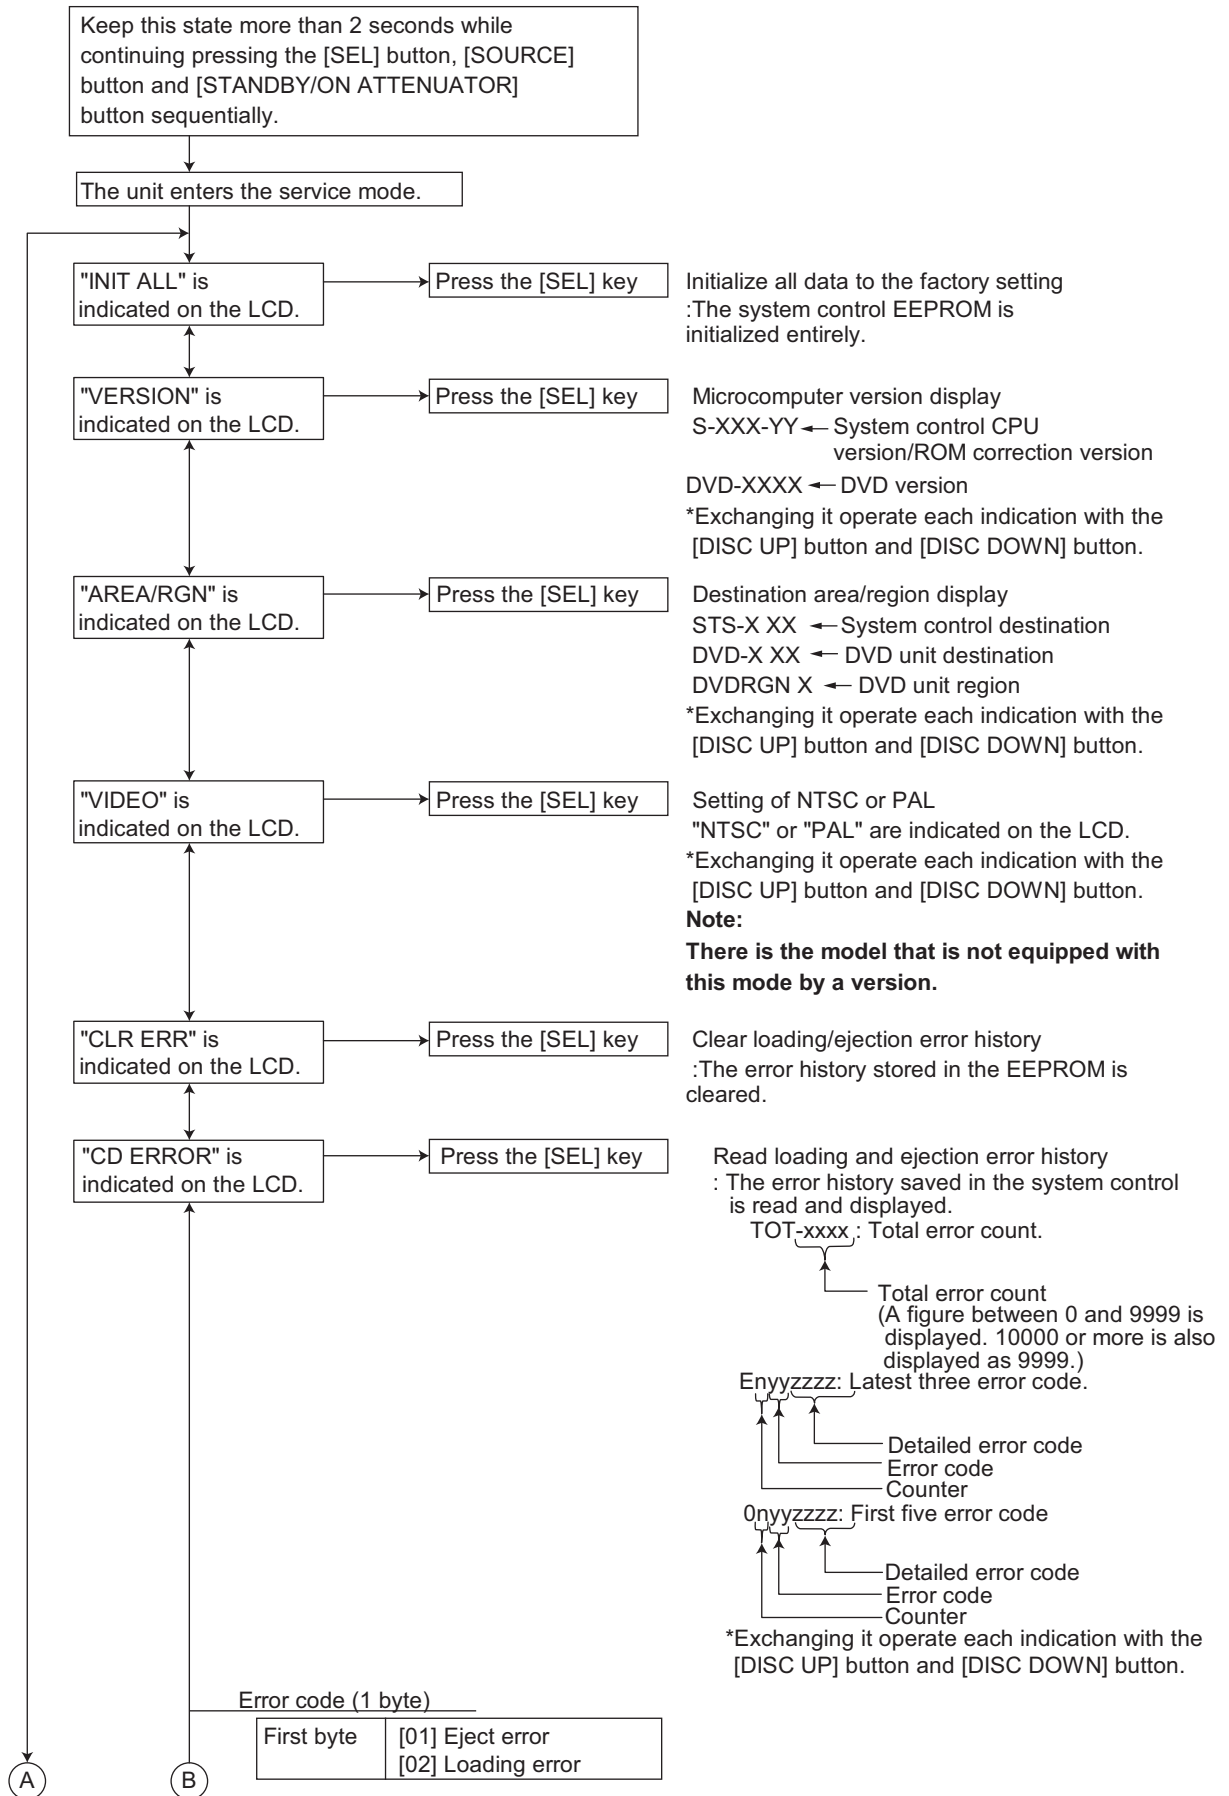 Keep this state more than 2 seconds while
continuing pressing the [SEL] button, [SOURCE]
button and [STANDBY/ON ATTENUATOR]
button sequentially.
The unit enters the service mode.
"INIT ALL" is
indicated on the LCD.
Press the [SEL] key
Initialize all data to the factory setting
:The system control EEPROM is
initialized entirely.
"VERSION" is
indicated on the LCD.
Press the [SEL] key
Microcomputer version display
S-XXX-YY System control CPU
version/ROM correction version
DVD-XXXX DVD version
*Exchanging it operate each indication with the
[DISC UP] button and [DISC DOWN] button.
"AREA/RGN" is
indicated on the LCD.
Press the [SEL] key
Destination area/region display
STS-X XX System control destination
DVD-X XX DVD unit destination
DVDRGN X DVD unit region
*Exchanging it operate each indication with the
[DISC UP] button and [DISC DOWN] button.
"VIDEO" is
indicated on the LCD.
Press the [SEL] key
Setting of NTSC or PAL
"NTSC" or "PAL" are indicated on the LCD.
*Exchanging it operate each indication with the
[DISC UP] button and [DISC DOWN] button.
Note:
There is the model that is not equipped with
this mode by a version.
"CLR ERR" is
indicated on the LCD.
Press the [SEL] key
Clear loading/ejection error history
:The error history stored in the EEPROM is
cleared.
"CD ERROR" is
indicated on the LCD.
Press the [SEL] key
Read loading and ejection error history
: The error history saved in the system control
is read and displayed.
TOT-xxxx : Total error count.
Total error count
(A figure between 0 and 9999 is
displayed. 10000 or more is also
displayed as 9999.)
Enyyzzzz: Latest three error code.
Detailed error code
Error code
Counter
0nyyzzzz: First five error code
Detailed error code
Error code
Counter
*Exchanging it operate each indication with the
[DISC UP] button and [DISC DOWN] button.
Error code (1 byte)
First byte [01] Eject error
[02] Loading error
A
B